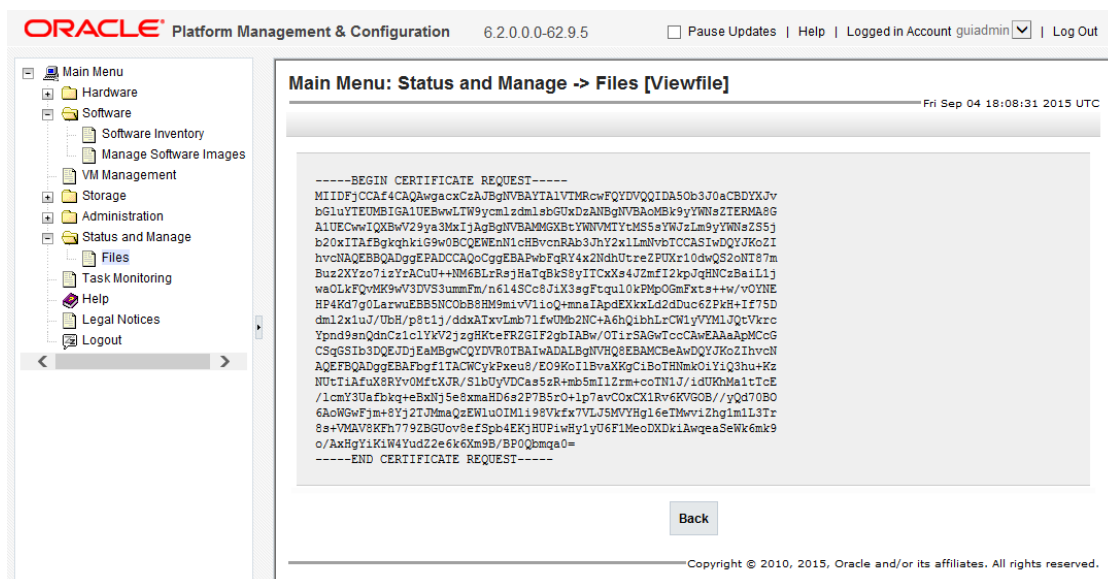 ORACLE® Platform Management & Configuration 6.2.0.0.0-62.9.5 Pause Updates | Help | Logged in Account guiadmin | Log Out
Main Menu
Hardware
Software
Software Inventory
Manage Software Images
VM Management
Storage
Administration
Status and Manage
Files
Task Monitoring
Help
Legal Notices
Logout
Main Menu: Status and Manage -> Files [Viewfile]
Fri Sep 04 18:08:31 2015 UTC
-----BEGIN CERTIFICATE REQUEST-----
MIIDFjCCAf4CAQAwgacxCzAJBgNVBAYTAlVTMRcwFQYDVQQIDA5Ob3J0aCBDYXJv
bGluYTEUMBIGA1UEBwwLTW9ycmlzdmlsbGUxDzANBgNVBAoMBk9yYWNsZTERMA8G
A1UECwwIQXBwV29ya3MxIjAgBgNVBAMMGXBtYWNVMTYtMS5sYWJzLm9yYWNsZS5j
b20xITAfBgkqhkiG9w0BCQEWEnN1cHBvcnRAb3JhY2xlLmNvbTCCASIwDQYJKoZI
hvcNAQEBBQADggEPADCCAQoCggEBAPwbFqRY4x2NdhUtreZPUXr10dwQS2oNT87m
Buz2XYzo7izYrACuU++NM6BLrRsjHaTqBkS8yITCxXs4JZmfI2kpJqHNCzBaiL1j
waOLkFQvMK9wV3DVS3ummFm/n614SCc8JiX3sgFtqul0kPMpOGmFxts++w/vOYNE
HP4Kd7g0LarwuEBB5NCObB8HM9mivVlioQ+mnaIApdEXkxLd2dDuc6ZPkH+If75D
dml2x1uJ/UbH/p8t1j/ddxATxvLmb7lfwUMb2NC+A6hQibhLrCW1yVYM1JQtVkrc
Ypnd9snQdnCz1clYkV2jzgHKteFRZGIF2gbIABw/OTirSAGwTccCAwEAAaApMCcG
CSqGSIb3DQEJDjEaMBgwCQYDVR0TBAIwADALBgNVHQ8EBAMCBeAwDQYJKoZIhvcN
AQEFBQADggEBAFbgf1TACWCykPxeu8/EO9KoIlBvaXKgCiBoTHNmkOiYiQ3hu+Kz
NUtTiAfuX8RYv0MftXJR/SlbUyVDCas5zR+mb5mIlZrm+coTN1J/idUKhMa1tTcE
/lcmY3Uafbkq+eBxNj5e8xmaHD6s2P7B5rO+lp7avCOxCX1Rv6KVGOB//yQd70BO
6AoWGwFjm+8Yj2TJMmaQzEWluOIMli98Vkfx7VLJ5MVYHgl6eTMwviZhg1m1L3Tr
8s+VMAV8KFh779ZBGUov8efSpb4EKjHUPiwHy1yU6F1MeoDXDkiAwqeaSeWk6mk9
o/AxHgYiKiW4YudZ2e6k6Xm9B/BP0Qbmqa0=
-----END CERTIFICATE REQUEST-----
Back
Copyright © 2010, 2015, Oracle and/or its affiliates. All rights reserved.